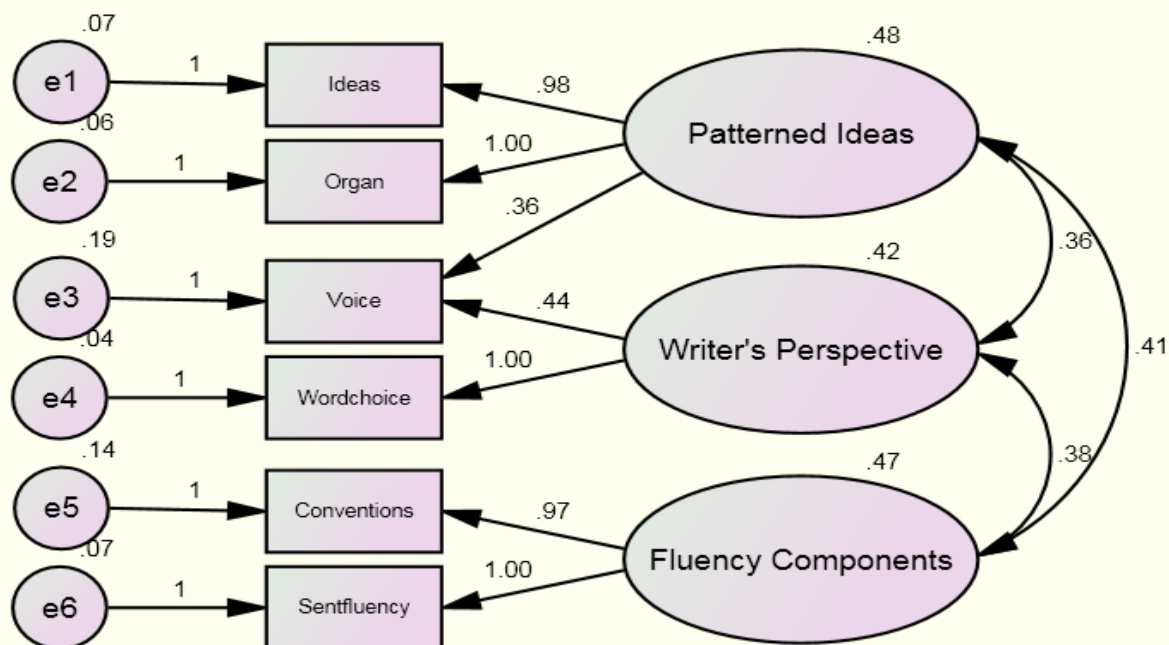 .07
.48
e1
1
Ideas
.98
Patterned Ideas
.06
1.00
e2
1
Organ
.36
.36
.19
.42
e3
1
Voice
.44
Writer's Perspective
.41
.04
1.00
e4
1
Wordchoice
.38
.14
.47
e5
1
Conventions
.97
Fluency Components
.07
1.00
e6
1
Sentfluency